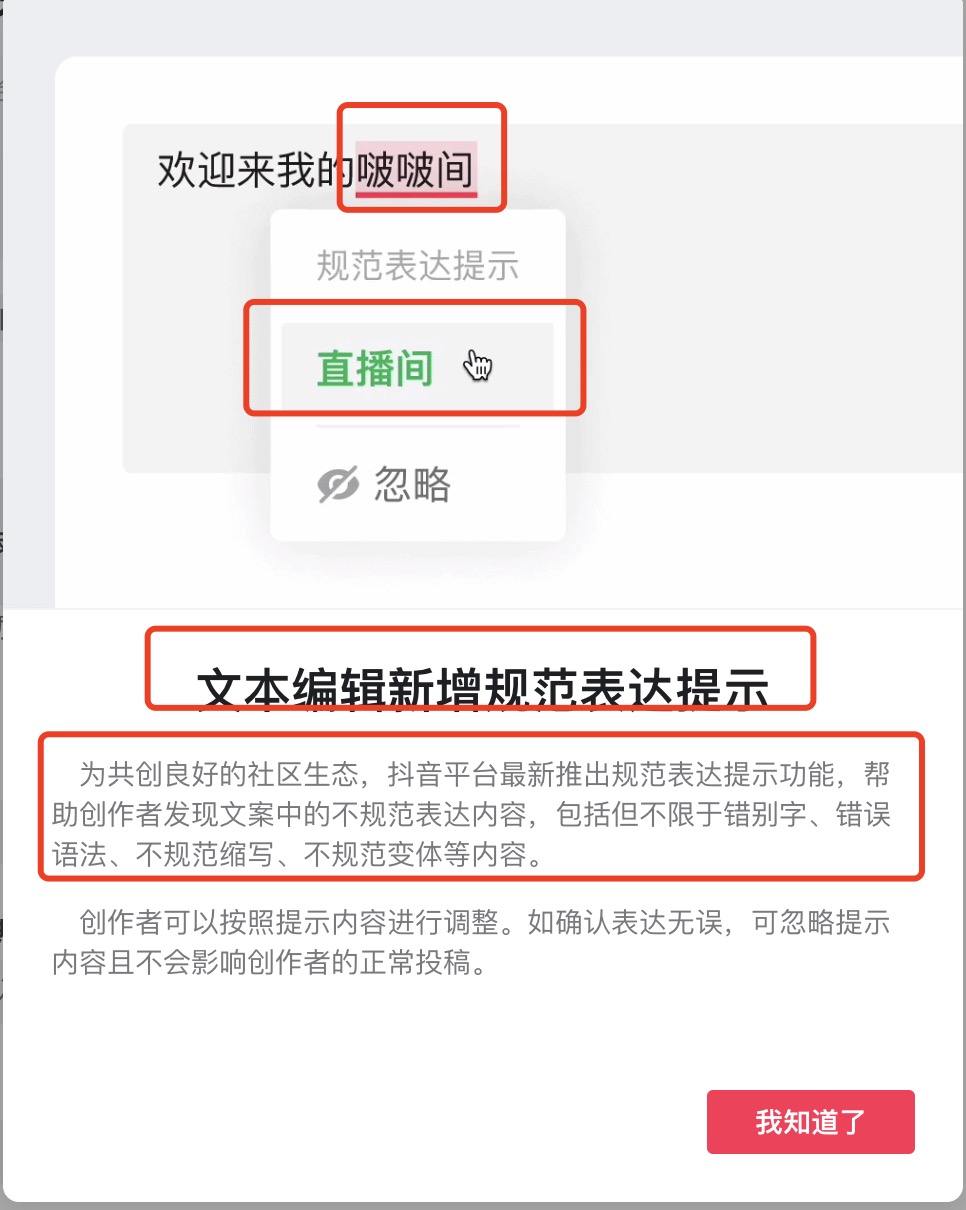 欢迎来我的啵啵间
规范表达提示
直播间
忽略
文本编辑新增规范表达提示
为共创良好的社区生态，抖音平台最新推出规范表达提示功能，帮
助创作者发现文案中的不规范表达内容，包括但不限于错别字、错误
语法、不规范缩写、不规范变体等内容。
创作者可以按照提示内容进行调整。如确认表达无误，可忽略提示
内容且不会影响创作者的正常投稿。
我知道了